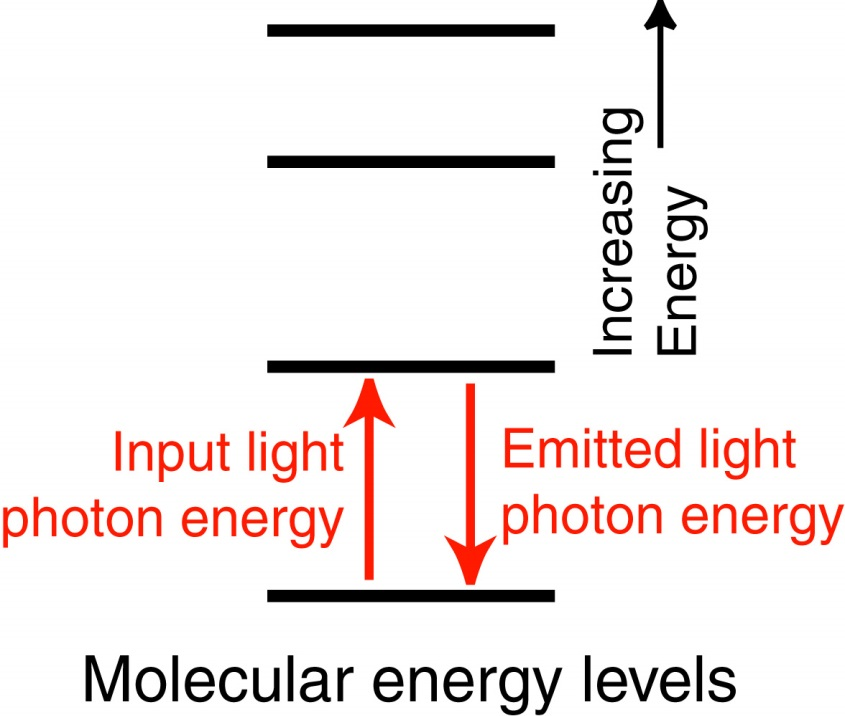 Increasing
Energy
Input light
photon energy
Emitted light
photon energy
Molecular energy levels